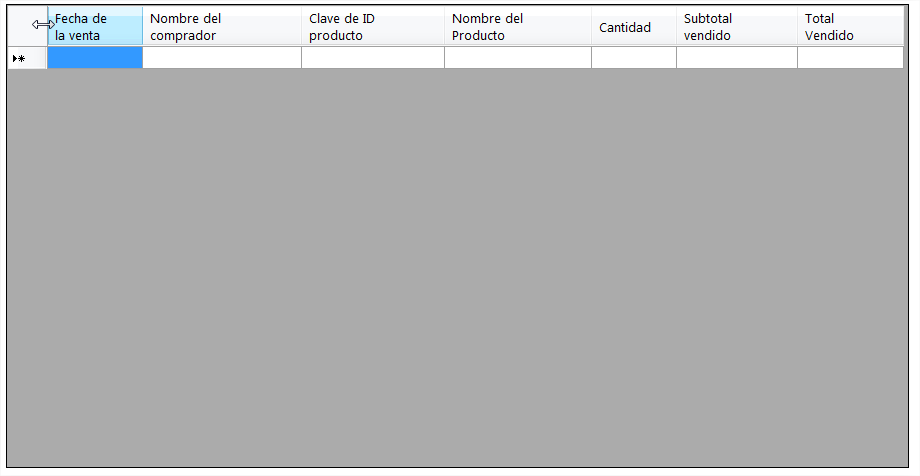 Fecha de
la venta
Nombre del
comprador
Clave de ID
producto
Nombre del
Producto
Cantidad
Subtotal
vendido
Total
Vendido